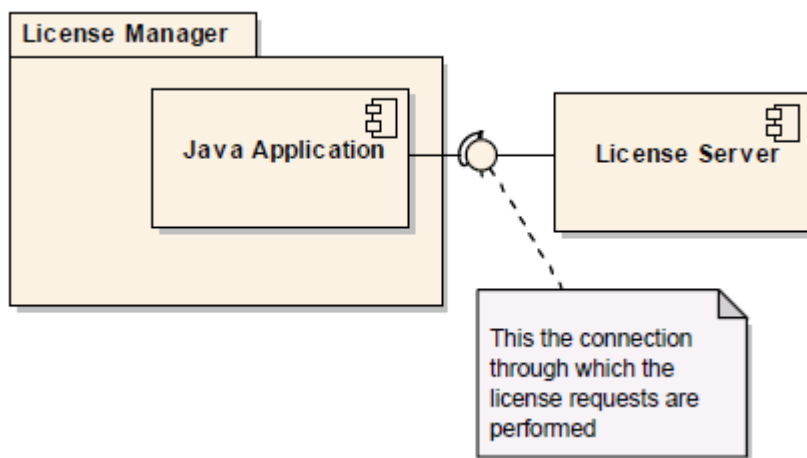 License Manager
Java Application
License Server
This the connection
through which the
license requests are
performed